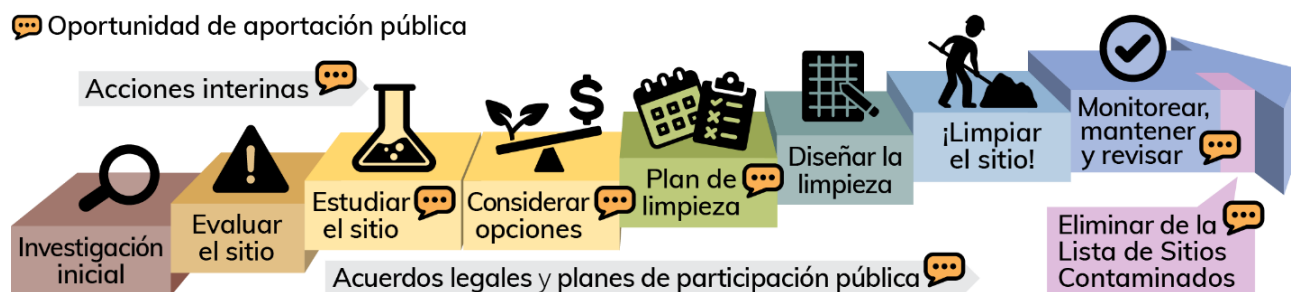 Oportunidad de aportación pública
Acciones interinas
Investigación
inicial
Evaluar
el sitio
Estudiar
el sitio
Considerar
opciones
Plan de
limpieza
Diseñar la
limpieza
¡Limpiar
el sitio!
Monitorear,
mantener
y revisar
Eliminar de la
Lista de Sitios
Contaminados
Acuerdos legales y planes de participación pública